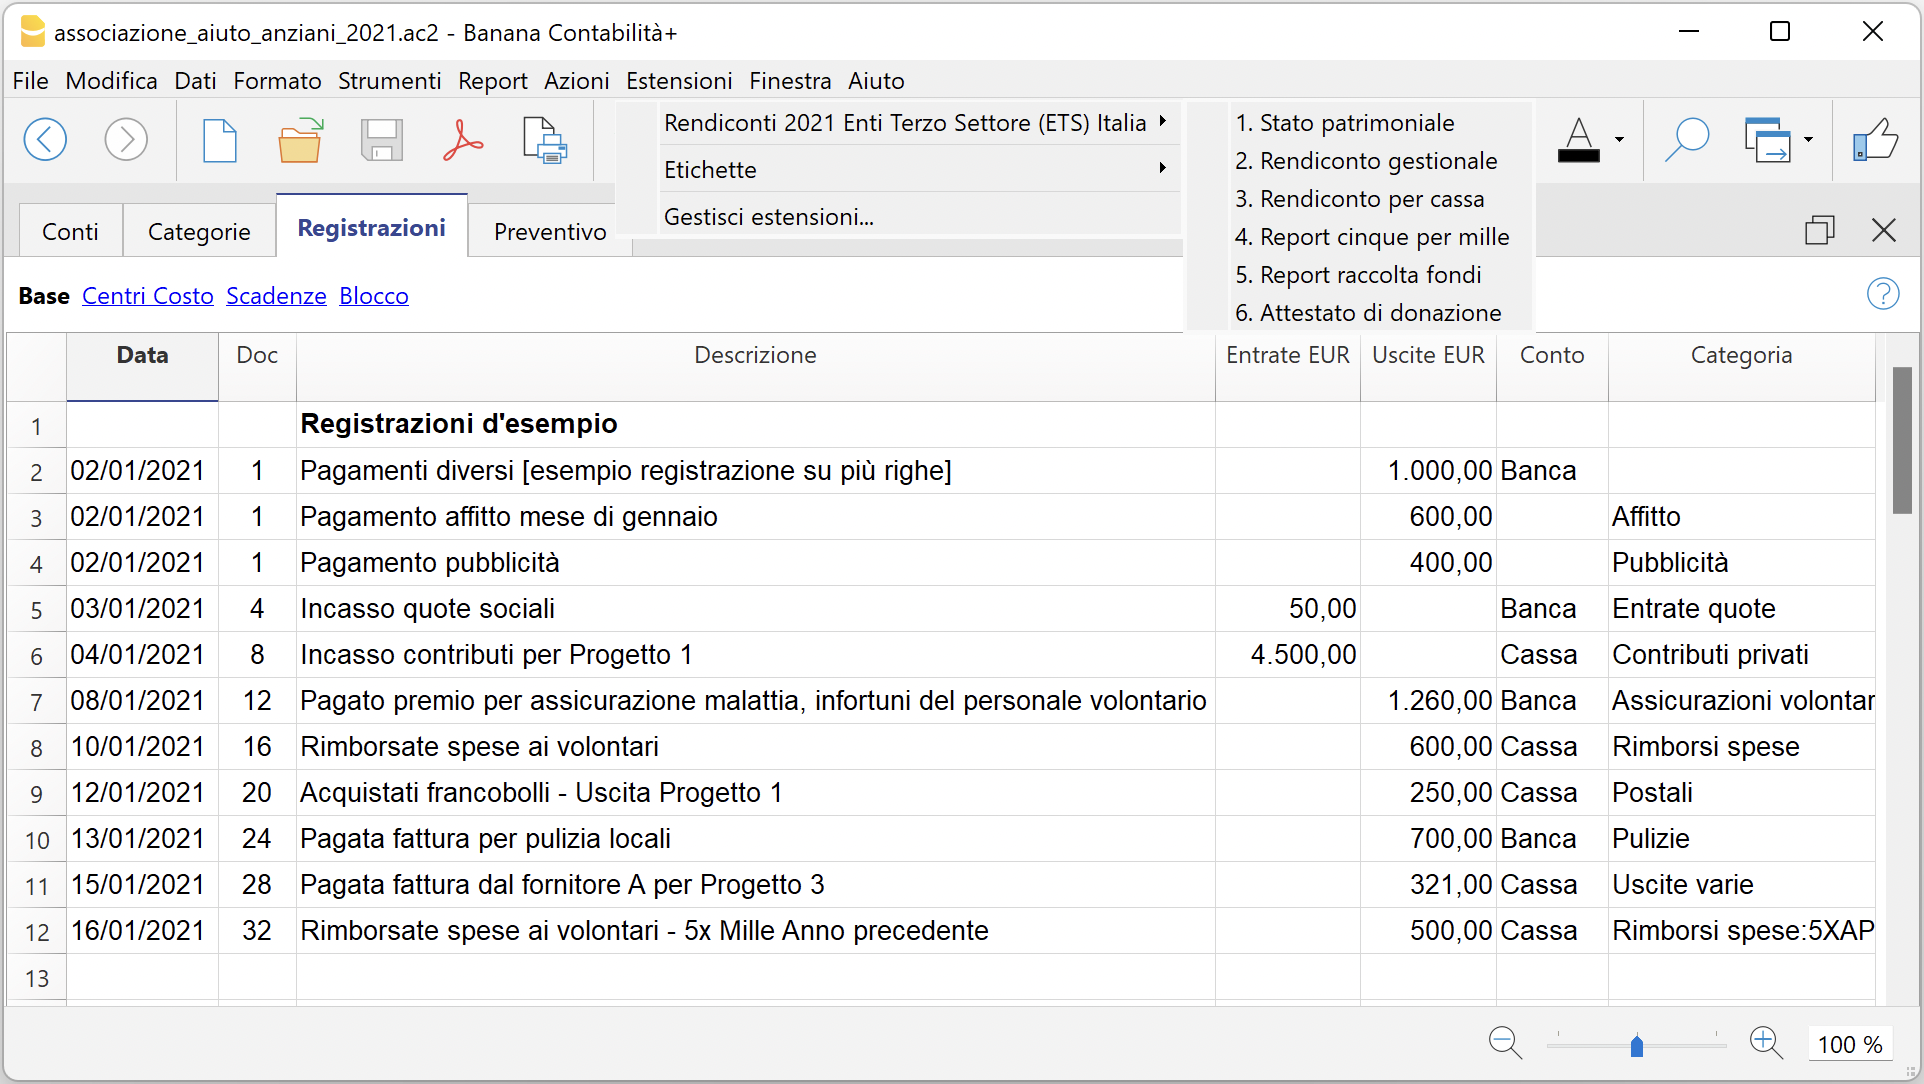 associazione_aiuto_anziani_2021.ac2 - Banana Contabilità+
File Modifica Dati Formato Strumenti Report Azioni Estensioni Finestra Aiuto
Rendiconti 2021 Enti Terzo Settore (ETS) Italia
Etichette
Gestisci estensioni...
1. Stato patrimoniale
2. Rendiconto gestionale
3. Rendiconto per cassa
4. Report cinque per mille
5. Report raccolta fondi
6. Attestato di donazione
A
Conti Categorie Registrazioni Preventivo
Base Centri Costo Scadenze Blocco ?
Data Doc Descrizione Entrate EUR Uscite EUR Conto Categoria
1 Registrazioni d'esempio
2 02/01/2021 1 Pagamenti diversi [esempio registrazione su più righe] 1.000,00 Banca
3 02/01/2021 1 Pagamento affitto mese di gennaio 600,00 Affitto
4 02/01/2021 1 Pagamento pubblicità 400,00 Pubblicità
5 03/01/2021 4 Incasso quote sociali 50,00 Banca Entrate quote
6 04/01/2021 8 Incasso contributi per Progetto 1 4.500,00 Cassa Contributi privati
7 08/01/2021 12 Pagato premio per assicurazione malattia, infortuni del personale volontario 1.260,00 Banca Assicurazioni volontar
8 10/01/2021 16 Rimborsate spese ai volontari 600,00 Cassa Rimborsi spese
9 12/01/2021 20 Acquistati francobolli - Uscita Progetto 1 250,00 Cassa Postali
10 13/01/2021 24 Pagata fattura per pulizia locali 700,00 Banca Pulizie
11 15/01/2021 28 Pagata fattura dal fornitore A per Progetto 3 321,00 Cassa Uscite varie
12 16/01/2021 32 Rimborsate spese ai volontari - 5x Mille Anno precedente 500,00 Cassa Rimborsi spese:5XAP
13
100 %